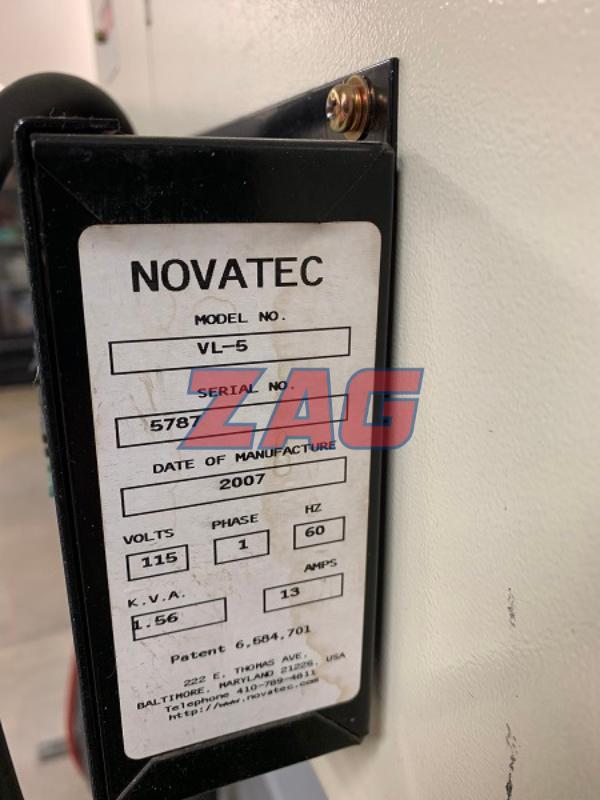 NOVATEC
MODEL NO.
VL-5
SERIAL NO.
ZAG
DATE OF MANUFACTURE
2007
VOLTS PHASE HZ
115 1 60
K.V.A. AMPS
1.56 13
Patent 6,584,701
222 E. THOMAS AVE.
BALTIMORE, MARYLAND 21225, USA
Telephone 410-789-4811
http://www.novatec.com